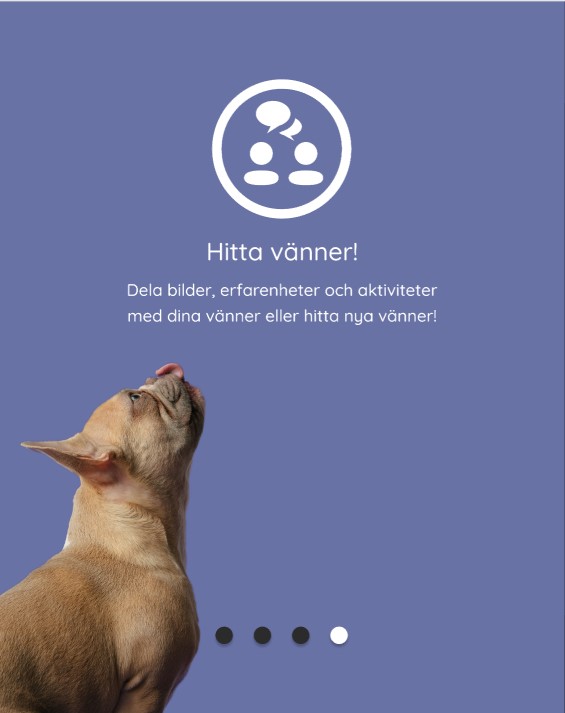 Hitta vänner!
Dela bilder, erfarenheter och aktiviteter
med dina vänner eller hitta nya vänner!